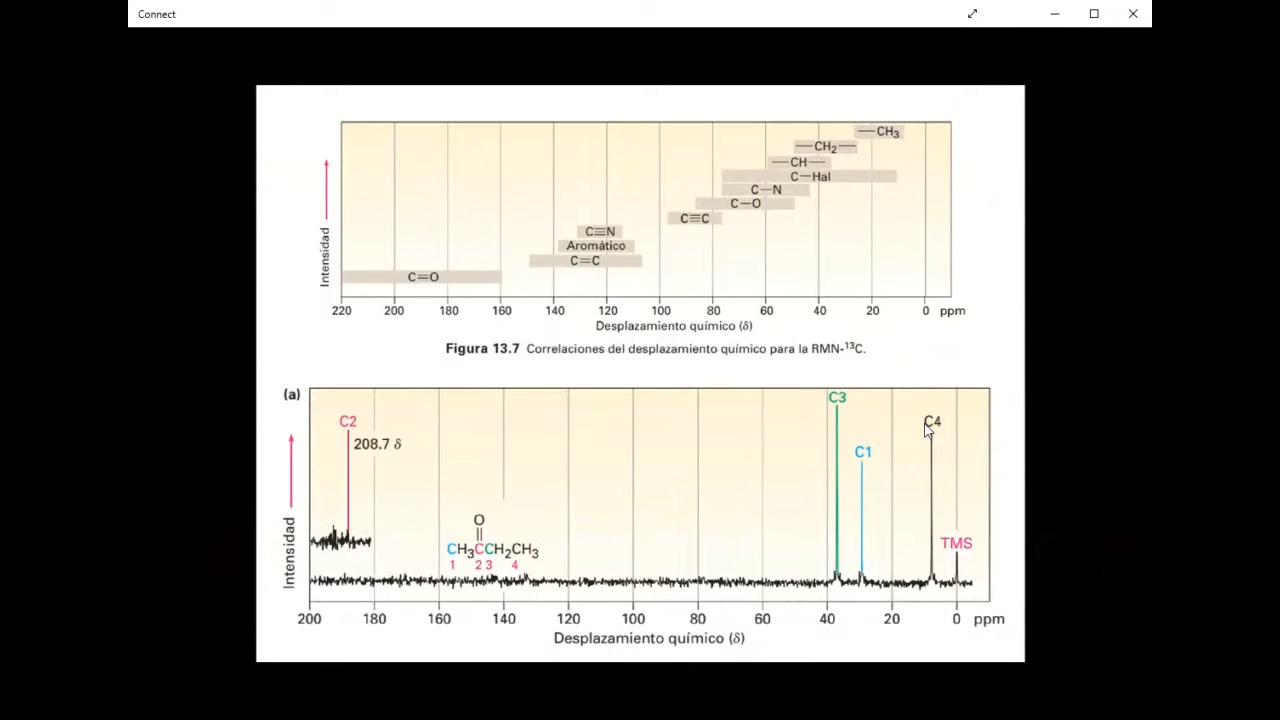 Connect
—CH₃
—CH₂—
—CH—
C—Hal
C—N
C—O
C≡C
C≡N
Aromático
C=C
C=O
Intensidad
220 200 180 160 140 120 100 80 60 40 20 0 ppm
Desplazamiento químico (δ)
Figura 13.7 Correlaciones del desplazamiento químico para la RMN-¹³C.
(a)
C2
208.7 δ
C3
C1
C4
TMS
O
CH₃CCH₂CH₃
1 2 3 4
Intensidad
200 180 160 140 120 100 80 60 40 20 0 ppm
Desplazamiento químico (δ)